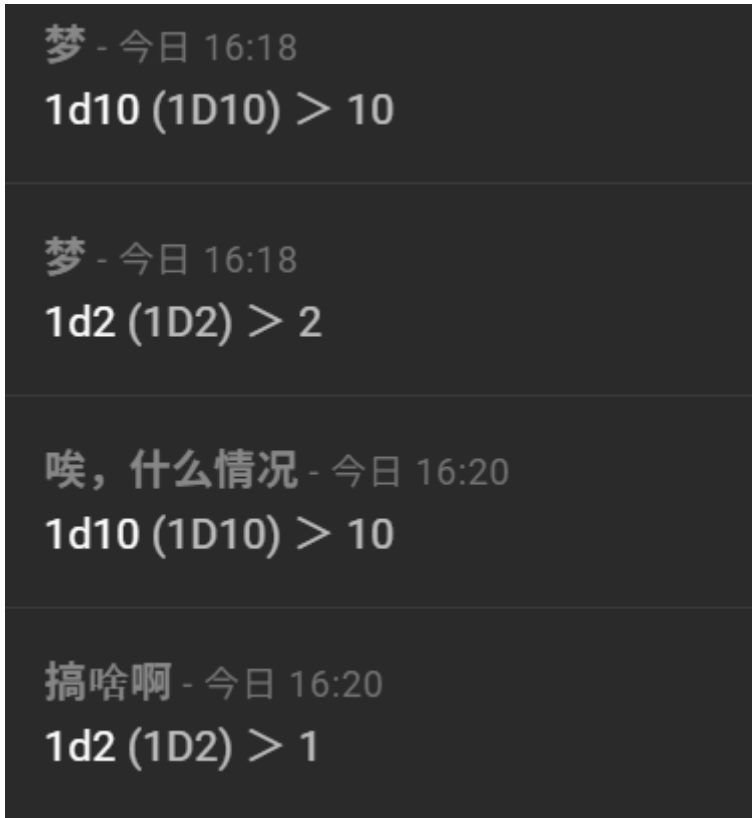 梦 - 今日 16:18
1d10 (1D10) ＞ 10
梦 - 今日 16:18
1d2 (1D2) ＞ 2
唉，什么情况 - 今日 16:20
1d10 (1D10) ＞ 10
搞啥啊 - 今日 16:20
1d2 (1D2) ＞ 1